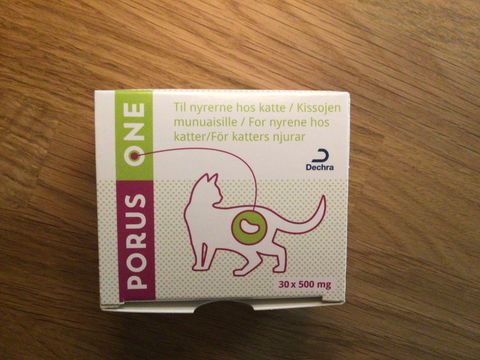 PORUS ONE
Til nyrerne hos katte / Kissojen
munuaisille / For nyrene hos
katter/För katters njurar
Dechra
30 x 500 mg